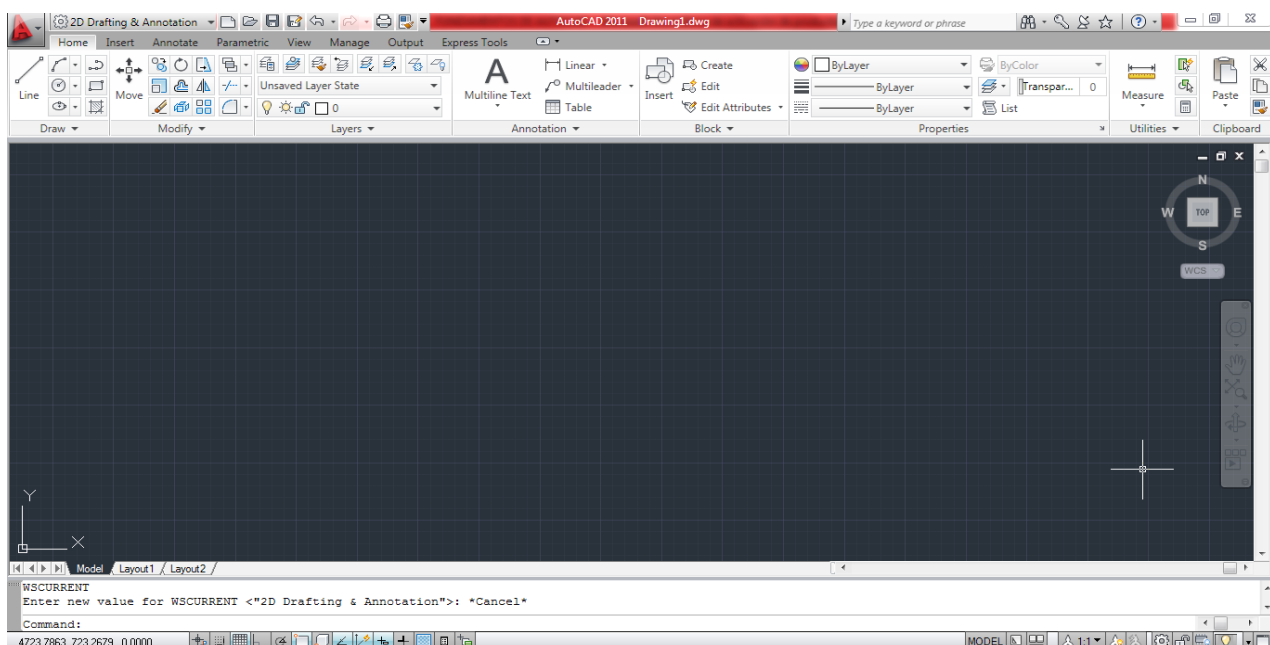 2D Drafting & Annotation AutoCAD 2011 Drawing1.dwg Type a keyword or phrase
Home Insert Annotate Parametric View Manage Output Express Tools
Line Move Unsaved Layer State 0 Multiline Text Linear Multileader Table Insert Create Edit Edit Attributes ByLayer ByLayer ByLayer ByColor Transpar... 0 List Measure Paste
Draw Modify Layers Annotation Block Properties Utilities Clipboard
N
W TOP E
S
WCS
Y
X
Model Layout1 Layout2
WSCURRENT
Enter new value for WSCURRENT <"2D Drafting & Annotation">: *Cancel*
Command:
4723.7863, 723.2679, 0.0000 MODEL 1:1